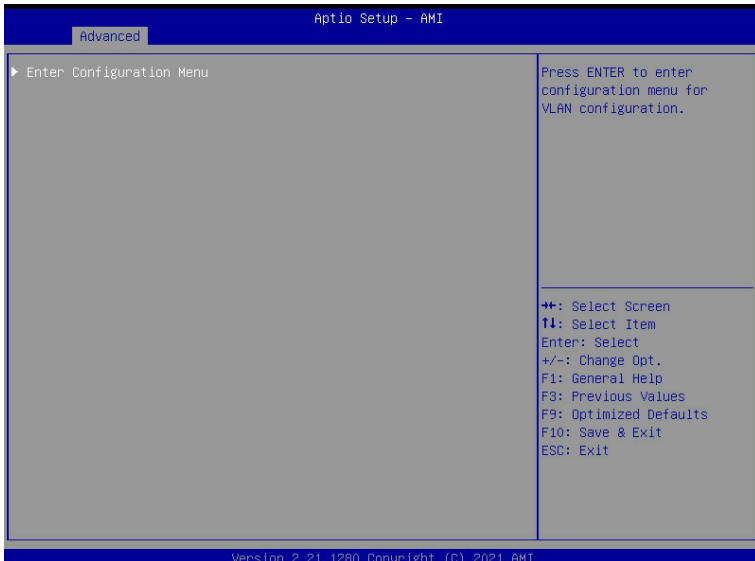 Aptio Setup – AMI
Advanced
▶ Enter Configuration Menu
Press ENTER to enter
configuration menu for
VLAN configuration.
→←: Select Screen
↑↓: Select Item
Enter: Select
+/-: Change Opt.
F1: General Help
F3: Previous Values
F9: Optimized Defaults
F10: Save & Exit
ESC: Exit
Version 2.21.1280 Copyright (C) 2021 AMI